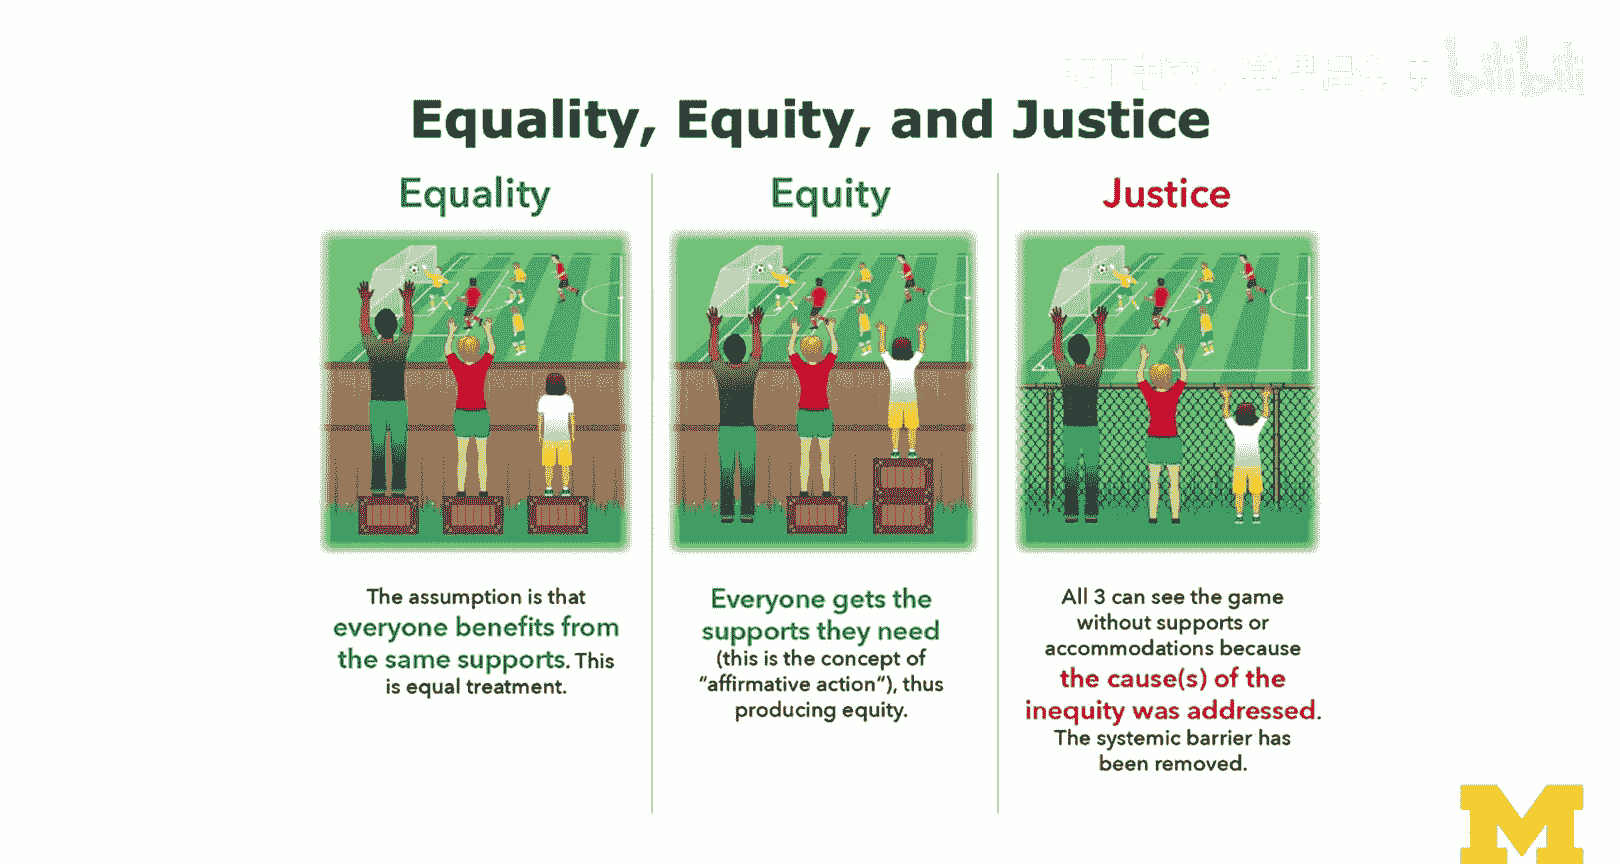 bilibili
Equality, Equity, and Justice
Equality
The assumption is that
everyone benefits from
the same supports. This
is equal treatment.
Equity
Everyone gets the
supports they need
(this is the concept of
“affirmative action”), thus
producing equity.
Justice
All 3 can see the game
without supports or
accommodations because
the cause(s) of the
inequity was addressed.
The systemic barrier has
been removed.
M